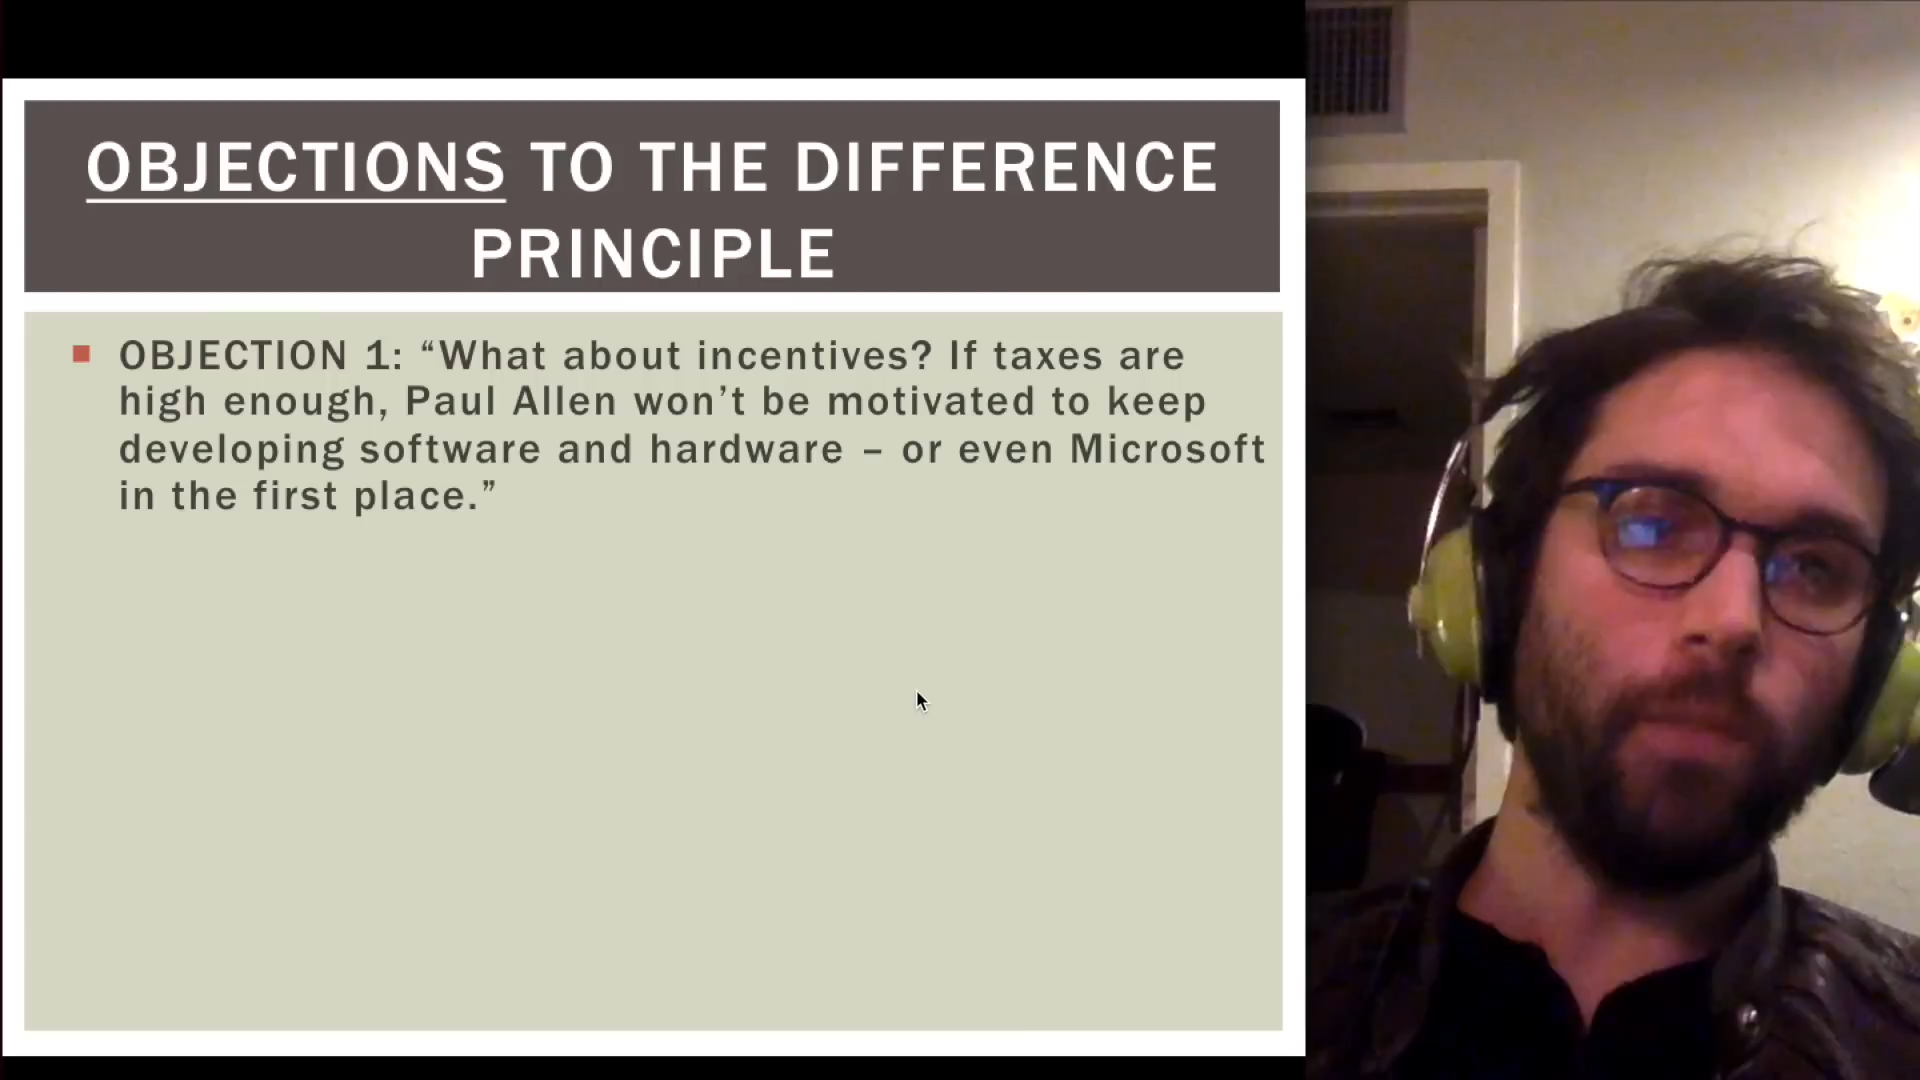 OBJECTIONS TO THE DIFFERENCE
PRINCIPLE
OBJECTION 1: “What about incentives? If taxes are
high enough, Paul Allen won’t be motivated to keep
developing software and hardware – or even Microsoft
in the first place.”